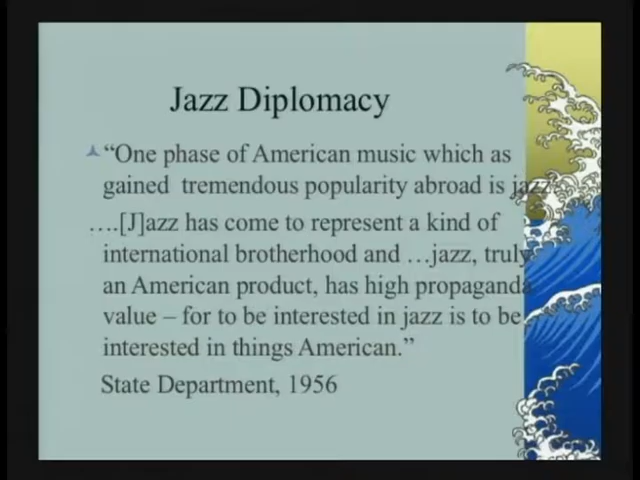 Jazz Diplomacy
“One phase of American music which as
gained tremendous popularity abroad is jazz
….[J]azz has come to represent a kind of
international brotherhood and …jazz, truly
an American product, has high propaganda
value – for to be interested in jazz is to be
interested in things American.”
State Department, 1956